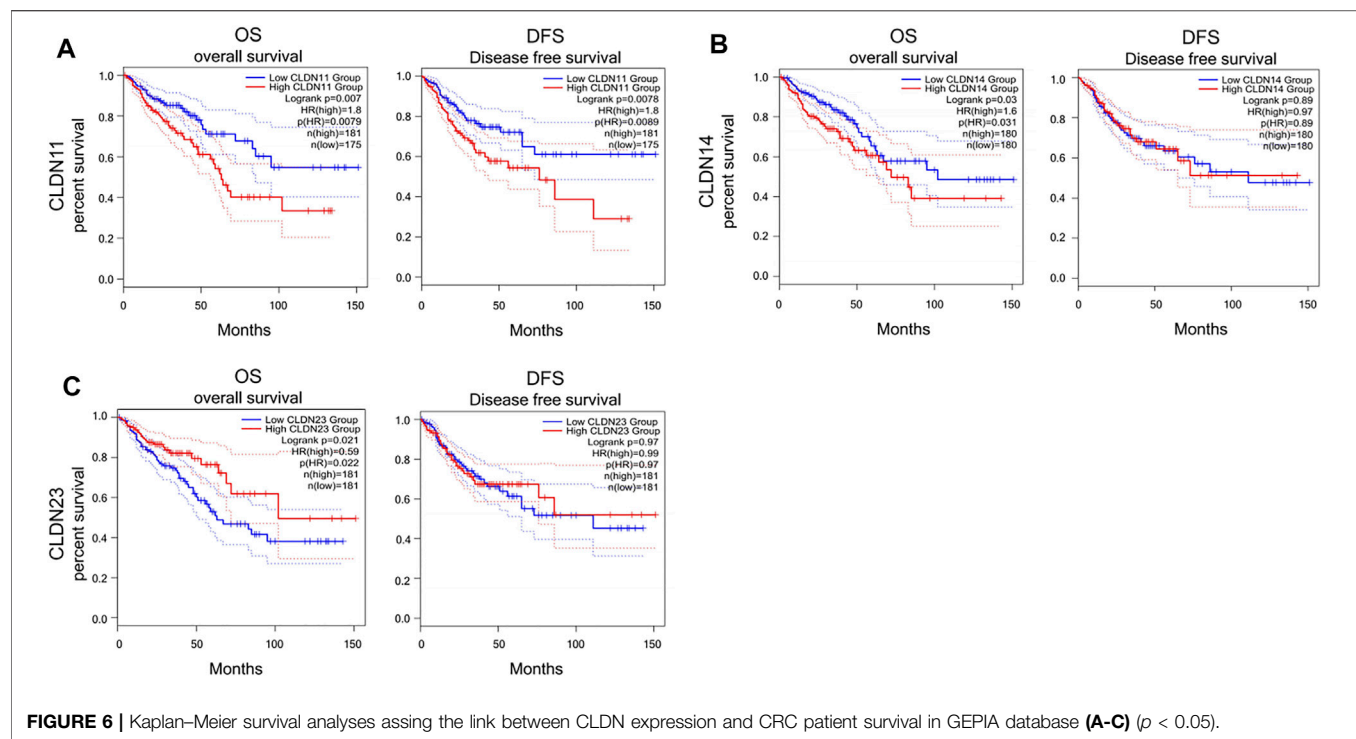 A
OS
overall survival
CLDN11
percent survival
1.0
0.8
0.6
0.4
0.2
0.0
Low CLDN11 Group
High CLDN11 Group
Logrank p=0.007
HR(high)=1.8
p(HR)=0.0079
n(high)=181
n(low)=175
0 50 100 150
Months
DFS
Disease free survival
1.0
0.8
0.6
0.4
0.2
0.0
Low CLDN11 Group
High CLDN11 Group
Logrank p=0.0078
HR(high)=1.8
p(HR)=0.0089
n(high)=181
n(low)=175
0 50 100 150
Months
B
OS
overall survival
CLDN14
percent survival
1.0
0.8
0.6
0.4
0.2
0.0
Low CLDN14 Group
High CLDN14 Group
Logrank p=0.03
HR(high)=1.6
p(HR)=0.031
n(high)=180
n(low)=180
0 50 100 150
Months
DFS
Disease free survival
1.0
0.8
0.6
0.4
0.2
0.0
Low CLDN14 Group
High CLDN14 Group
Logrank p=0.89
HR(high)=0.97
p(HR)=0.89
n(high)=180
n(low)=180
0 50 100 150
Months
C
OS
overall survival
CLDN23
percent survival
1.0
0.8
0.6
0.4
0.2
0.0
Low CLDN23 Group
High CLDN23 Group
Logrank p=0.021
HR(high)=0.59
p(HR)=0.022
n(high)=181
n(low)=181
0 50 100 150
Months
DFS
Disease free survival
1.0
0.8
0.6
0.4
0.2
0.0
Low CLDN23 Group
High CLDN23 Group
Logrank p=0.97
HR(high)=0.99
p(HR)=0.97
n(high)=181
n(low)=181
0 50 100 150
Months
FIGURE 6 | Kaplan–Meier survival analyses assing the link between CLDN expression and CRC patient survival in GEPIA database (A-C) (p < 0.05).